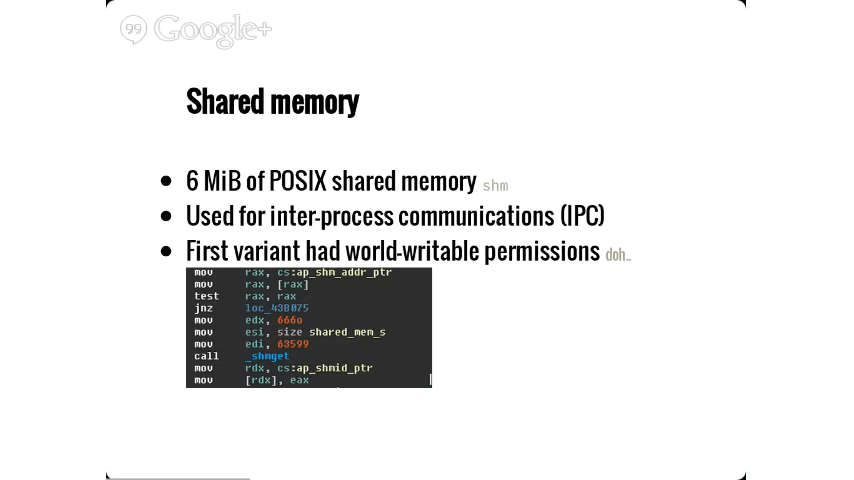 Google+
Shared memory
6 MiB of POSIX shared memory shm
Used for inter-process communications (IPC)
First variant had world-writable permissions doh..
mov rax, cs:ap_shm_addr_ptr
mov rax, [rax]
test rax, rax
jnz loc_43B075
mov edx, 666o
mov esi, size shared_mem_s
mov edi, 63599
call _shmget
mov rdx, cs:ap_shmid_ptr
mov [rdx], eax